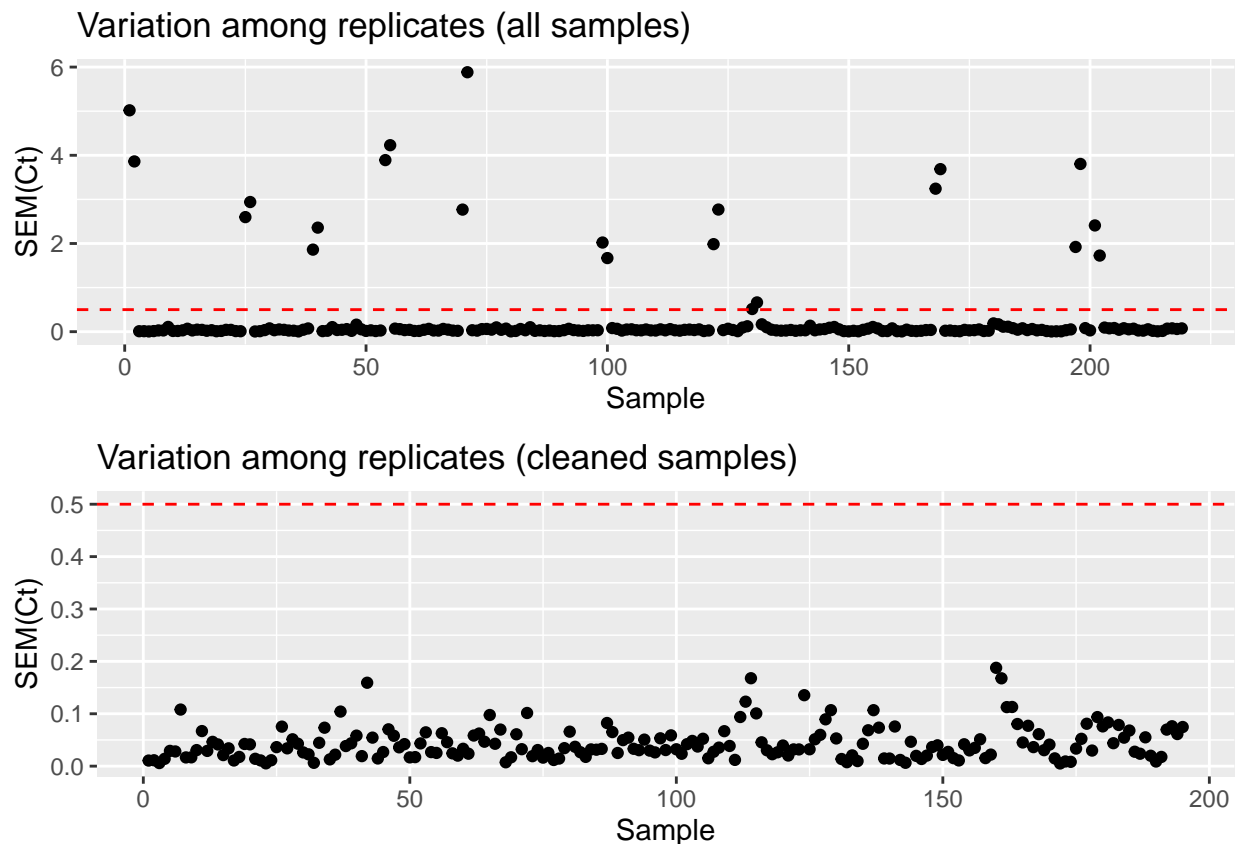 Variation among replicates (all samples)
6
4
2
0
SEM(Ct)
0 50 100 150 200
Sample
Variation among replicates (cleaned samples)
0.5
0.4
0.3
0.2
0.1
0.0
SEM(Ct)
0 50 100 150 200
Sample